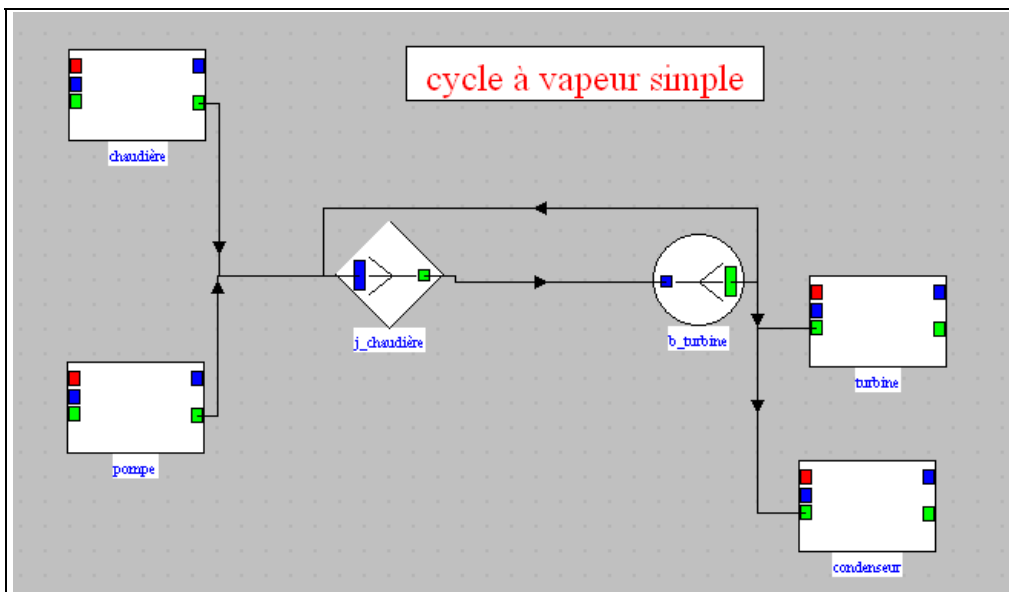 cycle à vapeur simple
chaudière
j_chaudière
b_turbine
turbine
pompe
condenseur